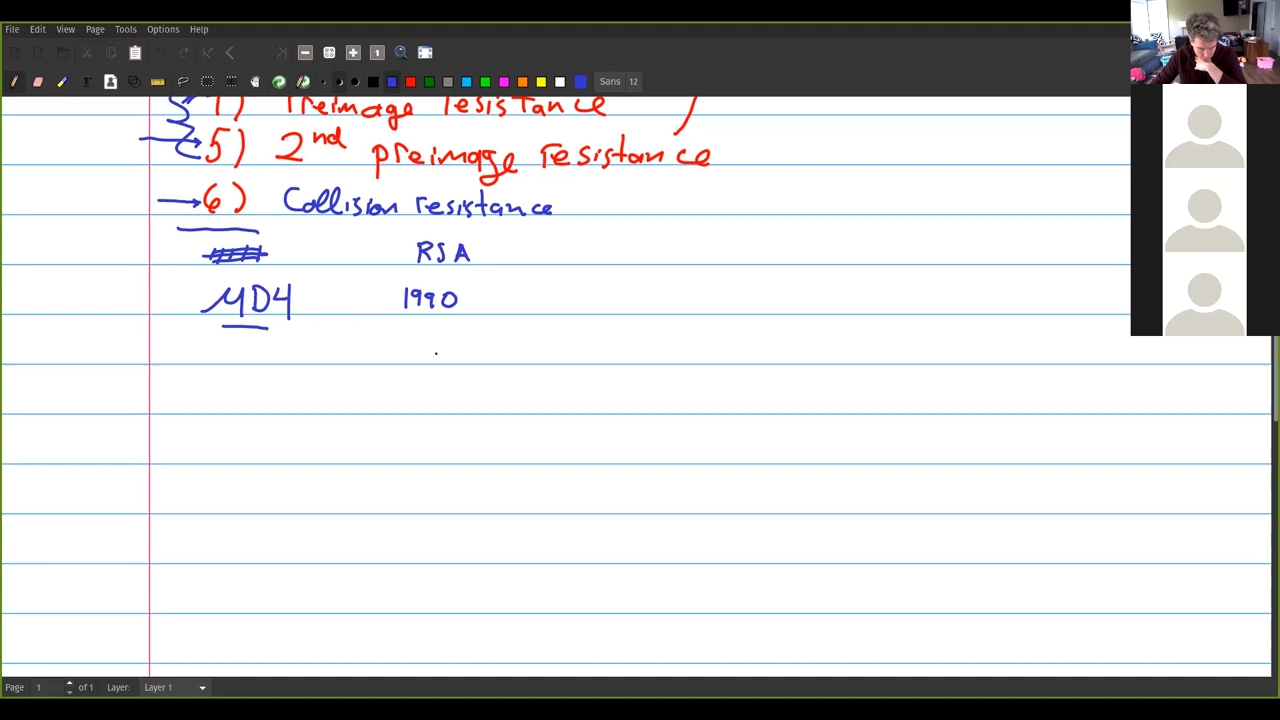 File Edit View Page Tools Options Help
Sans 12
4) Preimage resistance
5) 2nd preimage resistance
6) Collision resistance
RSA
MD4 1990
Page 1 of 1 Layer: Layer 1